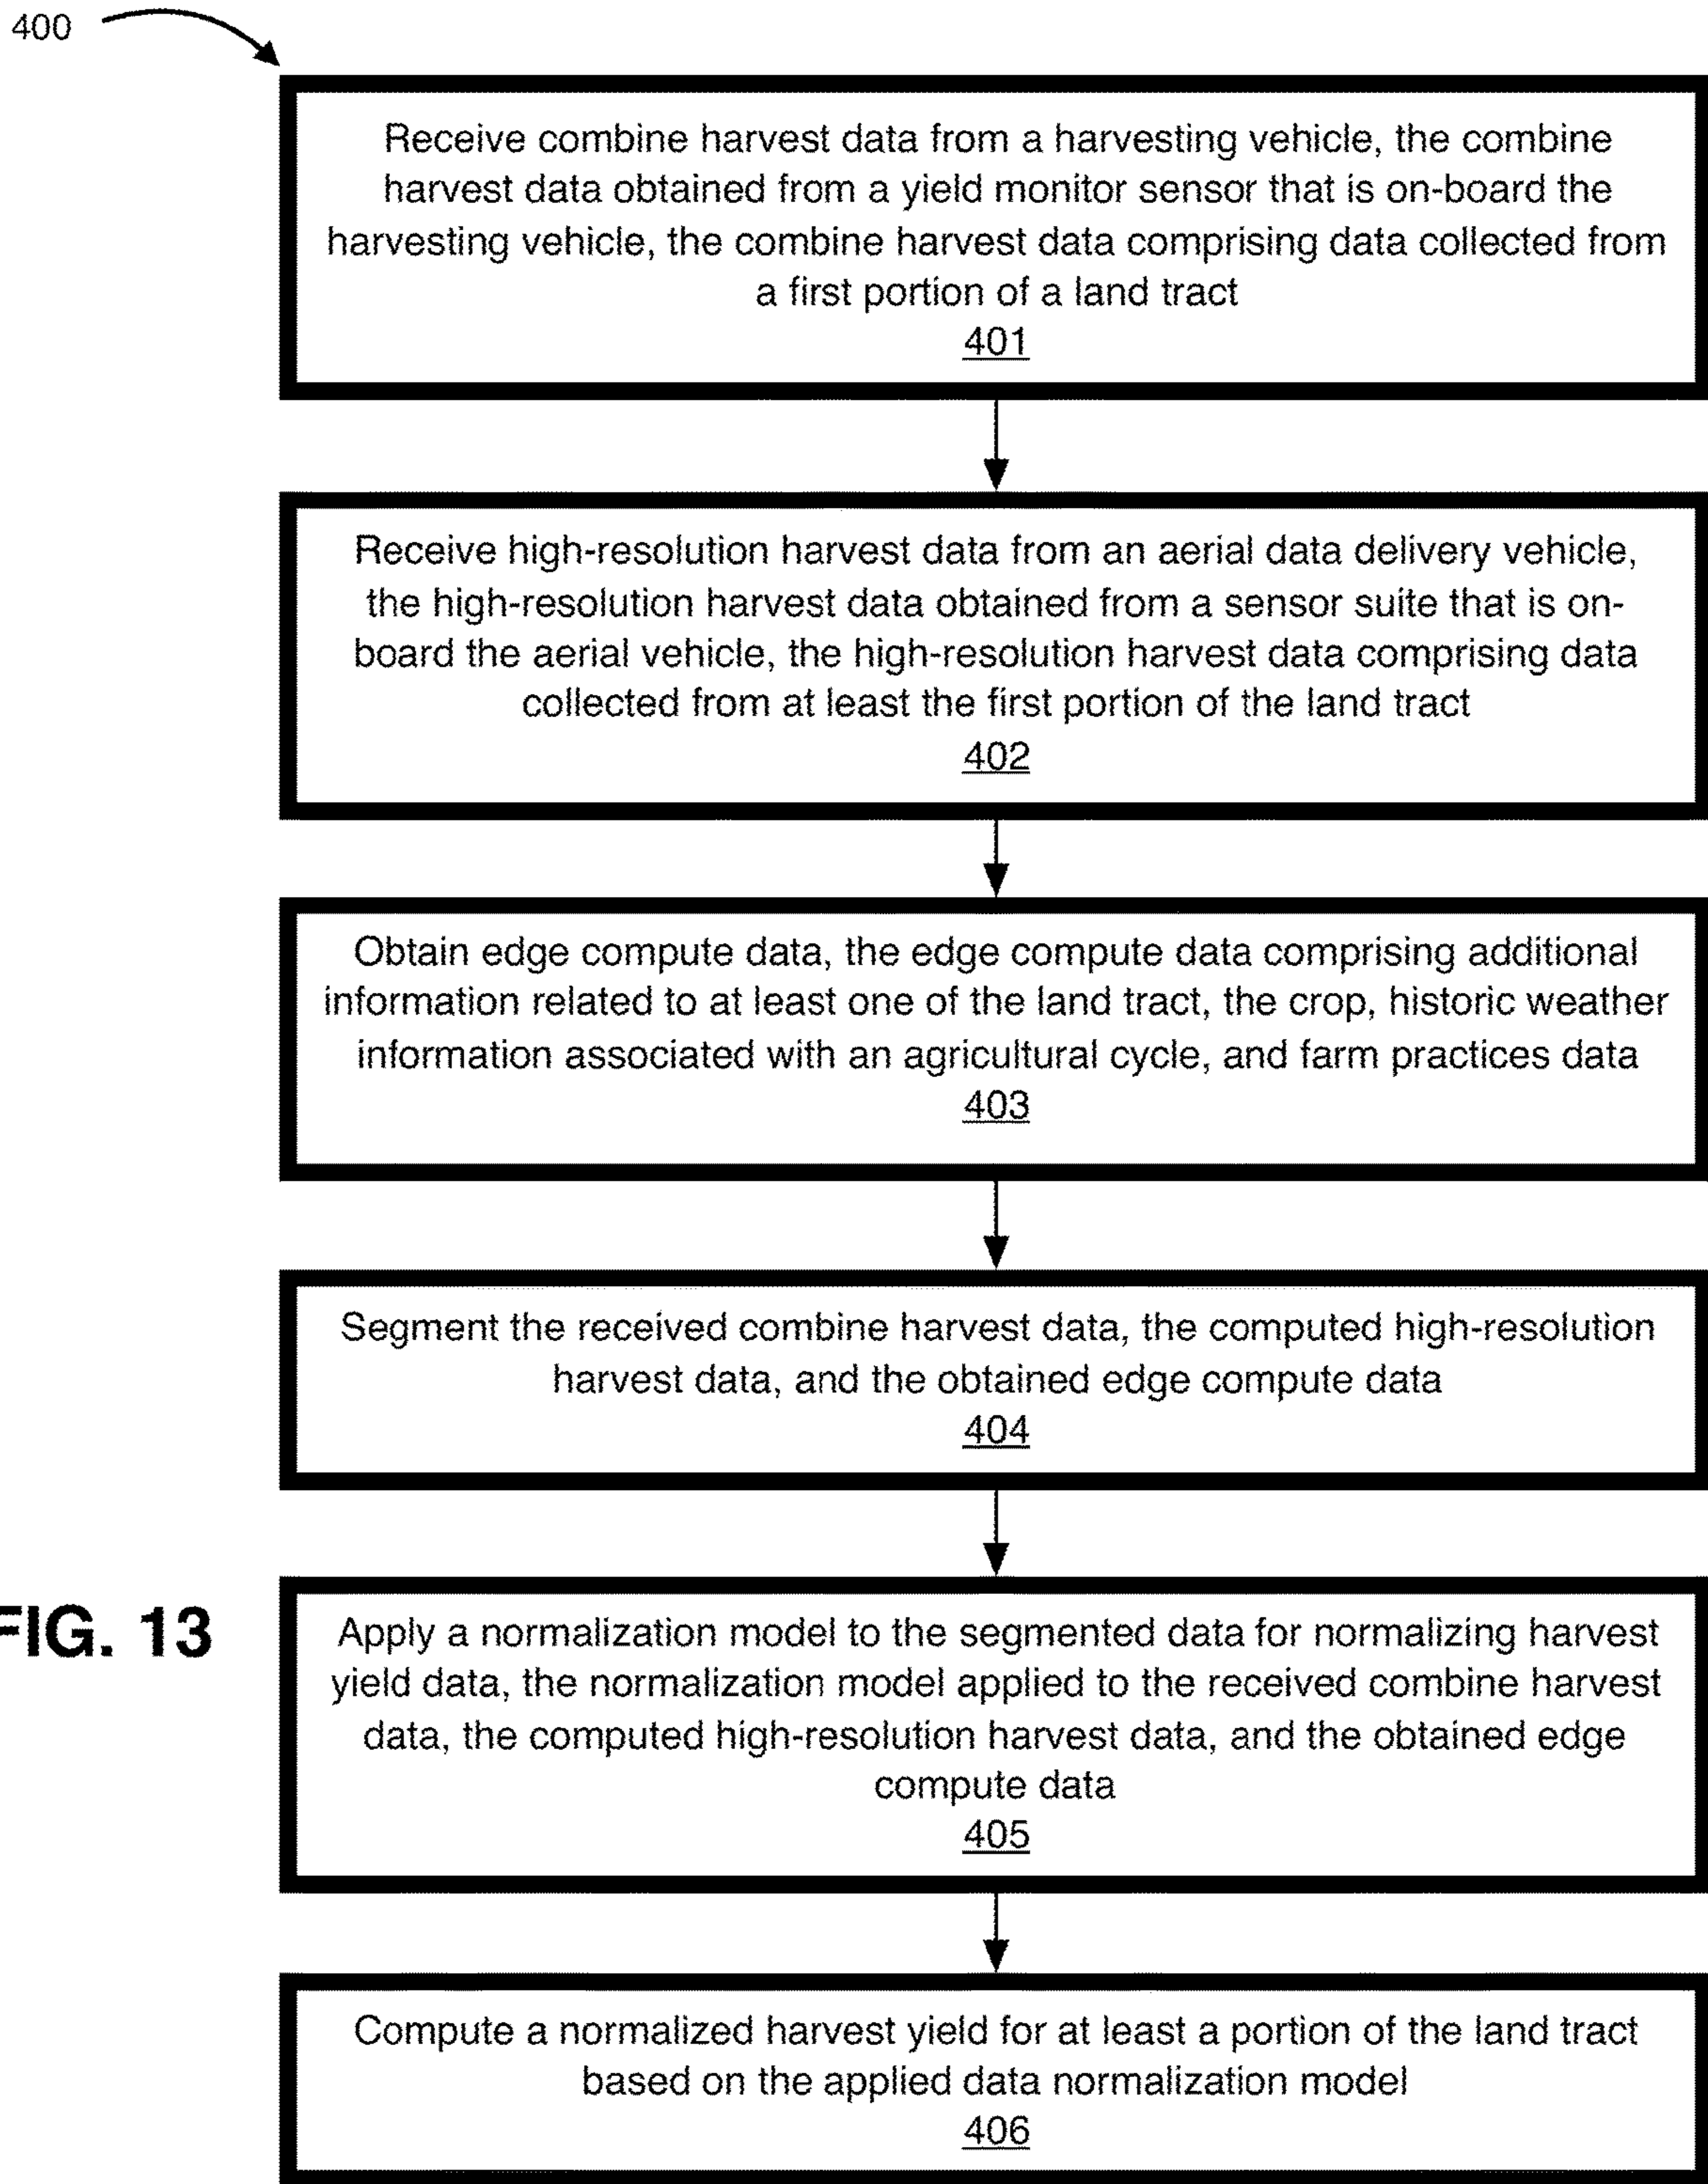 400
Receive combine harvest data from a harvesting vehicle, the combine
harvest data obtained from a yield monitor sensor that is on-board the
harvesting vehicle, the combine harvest data comprising data collected from
a first portion of a land tract
401
Receive high-resolution harvest data from an aerial data delivery vehicle,
the high-resolution harvest data obtained from a sensor suite that is on-
board the aerial vehicle, the high-resolution harvest data comprising data
collected from at least the first portion of the land tract
402
Obtain edge compute data, the edge compute data comprising additional
information related to at least one of the land tract, the crop, historic weather
information associated with an agricultural cycle, and farm practices data
403
Segment the received combine harvest data, the computed high-resolution
harvest data, and the obtained edge compute data
404
FIG. 13
Apply a normalization model to the segmented data for normalizing harvest
yield data, the normalization model applied to the received combine harvest
data, the computed high-resolution harvest data, and the obtained edge
compute data
405
Compute a normalized harvest yield for at least a portion of the land tract
based on the applied data normalization model
406